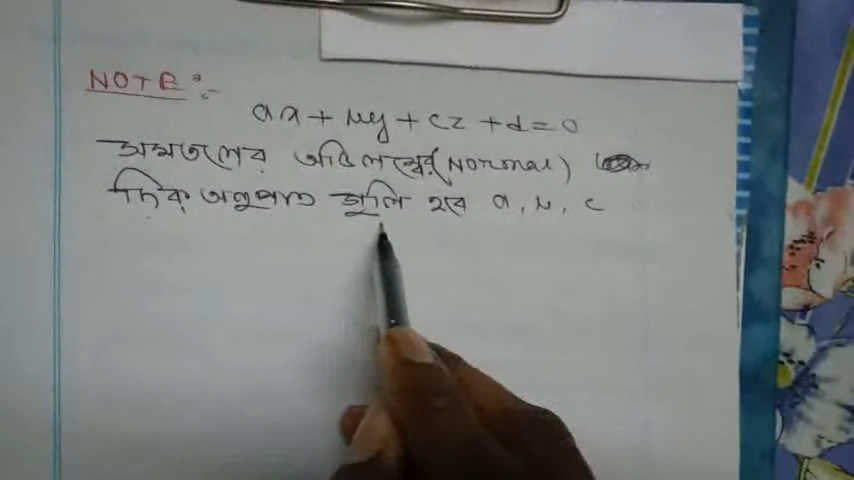 NOTE :-
ax + by + cz + d = 0
সমতলের অভিলম্বের (Normal)
দিক অনুপাত গুলি হবে a, b, c